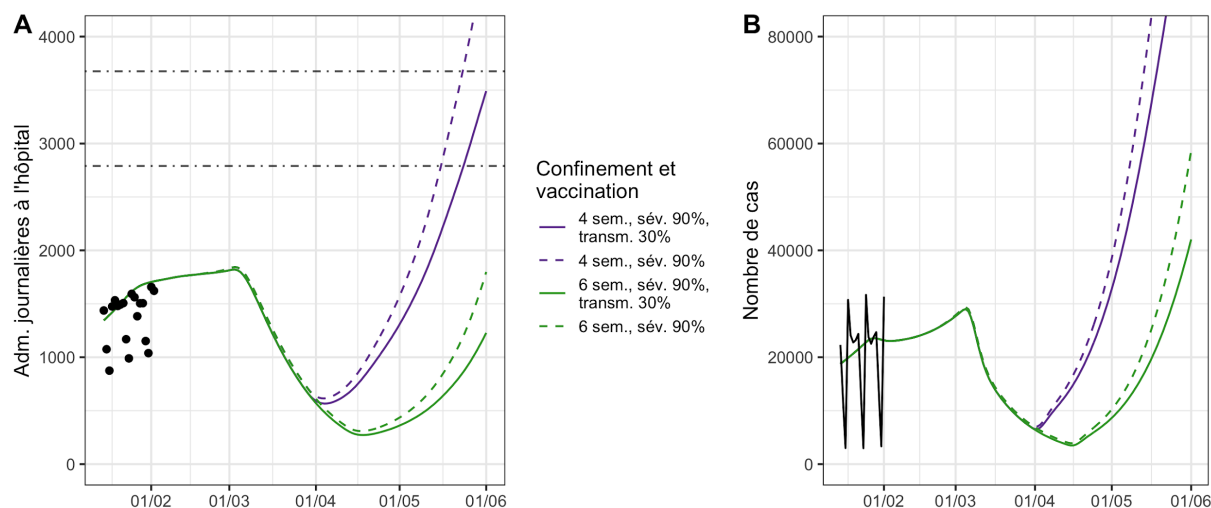 A
Adm. journalières à l'hôpital
4000
3000
2000
1000
0
01/02
01/03
01/04
01/05
01/06
Confinement et
vaccination
4 sem., sév. 90%,
transm. 30%
4 sem., sév. 90%
6 sem., sév. 90%,
transm. 30%
6 sem., sév. 90%
B
Nombre de cas
80000
60000
40000
20000
0
01/02
01/03
01/04
01/05
01/06